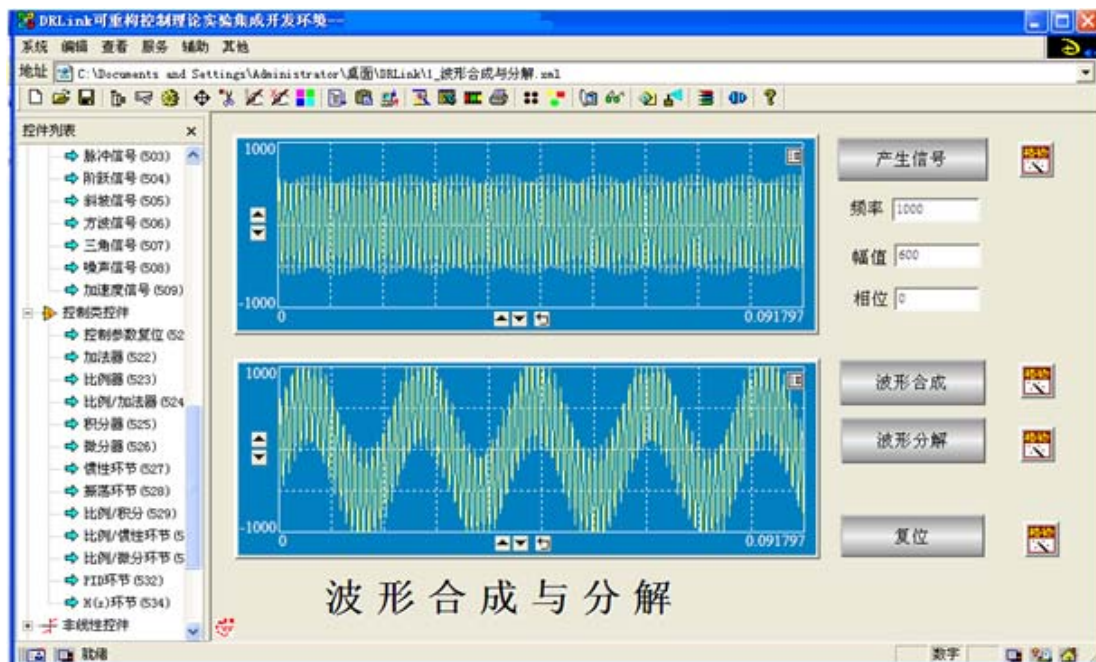 DRLink可重构控制理论实验集成开发环境--
系统 编辑 查看 服务 辅助 其他
地址 C:\Documents and Settings\Administrator\桌面\DRLink\1_波形合成与分解.xml
控件列表 ×
脉冲信号(503)
阶跃信号(504)
斜坡信号(505)
方波信号(506)
三角信号(507)
噪声信号(508)
加速度信号(509)
控制类控件
控制参数复位(52
加法器(522)
比例器(523)
比例/加法器(524
积分器(525)
微分器(526)
惯性环节(527)
振荡环节(528)
比例/积分(529)
比例/惯性环节(5
比例/微分环节(5
PID环节(532)
H(z)环节(534)
非线性控件
1000
-1000
0
0.091797
产生信号
频率 1000
幅值 600
相位 0
1000
-1000
0
0.091797
波形合成
波形分解
复位
波形合成与分解
就绪
数字